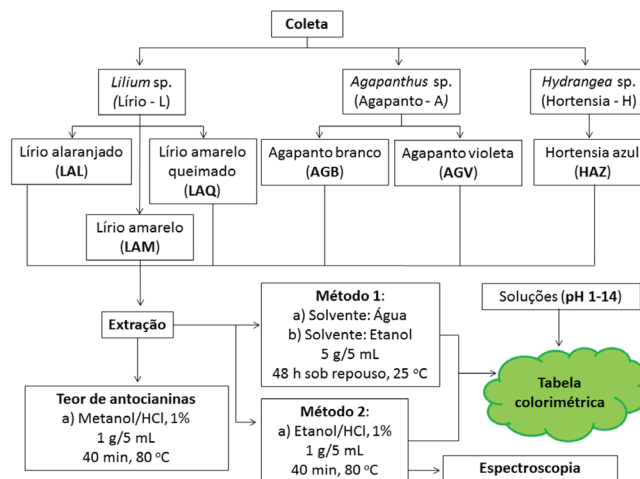 Coleta
Lilium sp.
(Lírio - L)
Agapanthus sp.
(Agapanto - A)
Hydrangea sp.
(Hortensia - H)
Lírio alaranjado
(LAL)
Lírio amarelo
queimado
(LAQ)
Agapanto branco
(AGB)
Agapanto violeta
(AGV)
Hortensia azul
(HAZ)
Lírio amarelo
(LAM)
Extração
Método 1:
a) Solvente: Água
b) Solvente: Etanol
5 g/5 mL
48 h sob repouso, 25 °C
Soluções (pH 1-14)
Tabela
colorimétrica
Teor de antocianinas
a) Metanol/HCl, 1%
1 g/5 mL
40 min, 80 °C
Método 2:
a) Etanol/HCl, 1%
1 g/5 mL
40 min, 80 °C
Espectroscopia